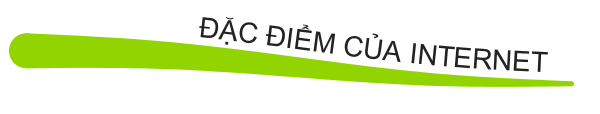 ĐẶC ĐIỂM CỦA INTERNET